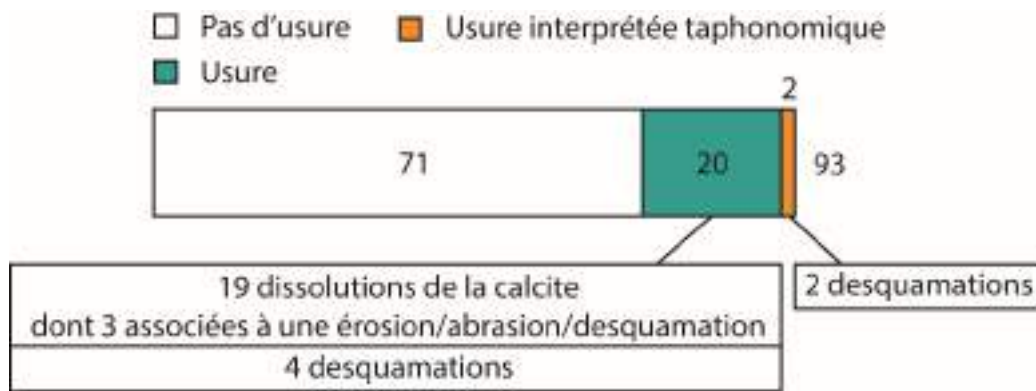 Pas d'usure
Usure interprétée taphonomique
Usure
2
71
20
93
19 dissolutions de la calcite
dont 3 associées à une érosion/abrasion/desquamation
2 desquamations
4 desquamations